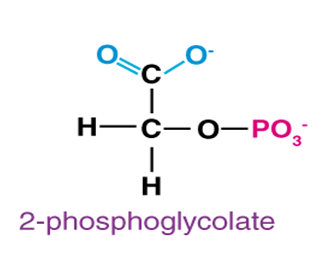 O O-
C
H C O PO3-
H
2-phosphoglycolate